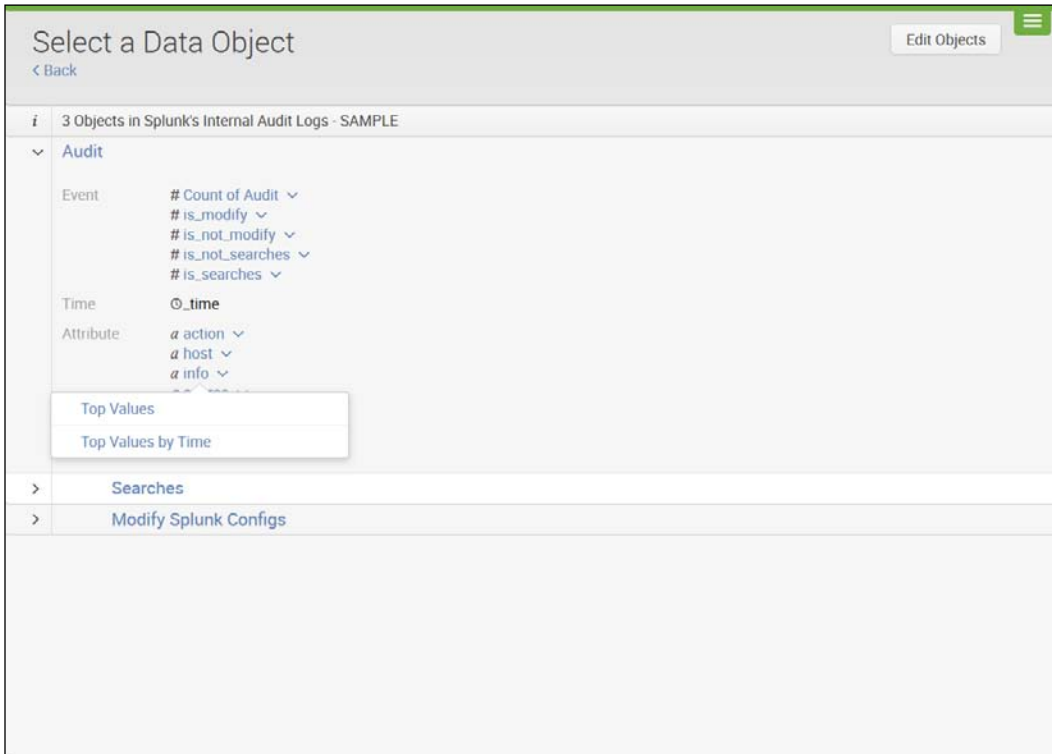 Select a Data Object
Edit Objects
< Back
i 3 Objects in Splunk's Internal Audit Logs - SAMPLE
Audit
Event # Count of Audit
# is_modify
# is_not_modify
# is_not_searches
# is_searches
Time _time
Attribute a action
a host
a info
Top Values
Top Values by Time
Searches
Modify Splunk Configs